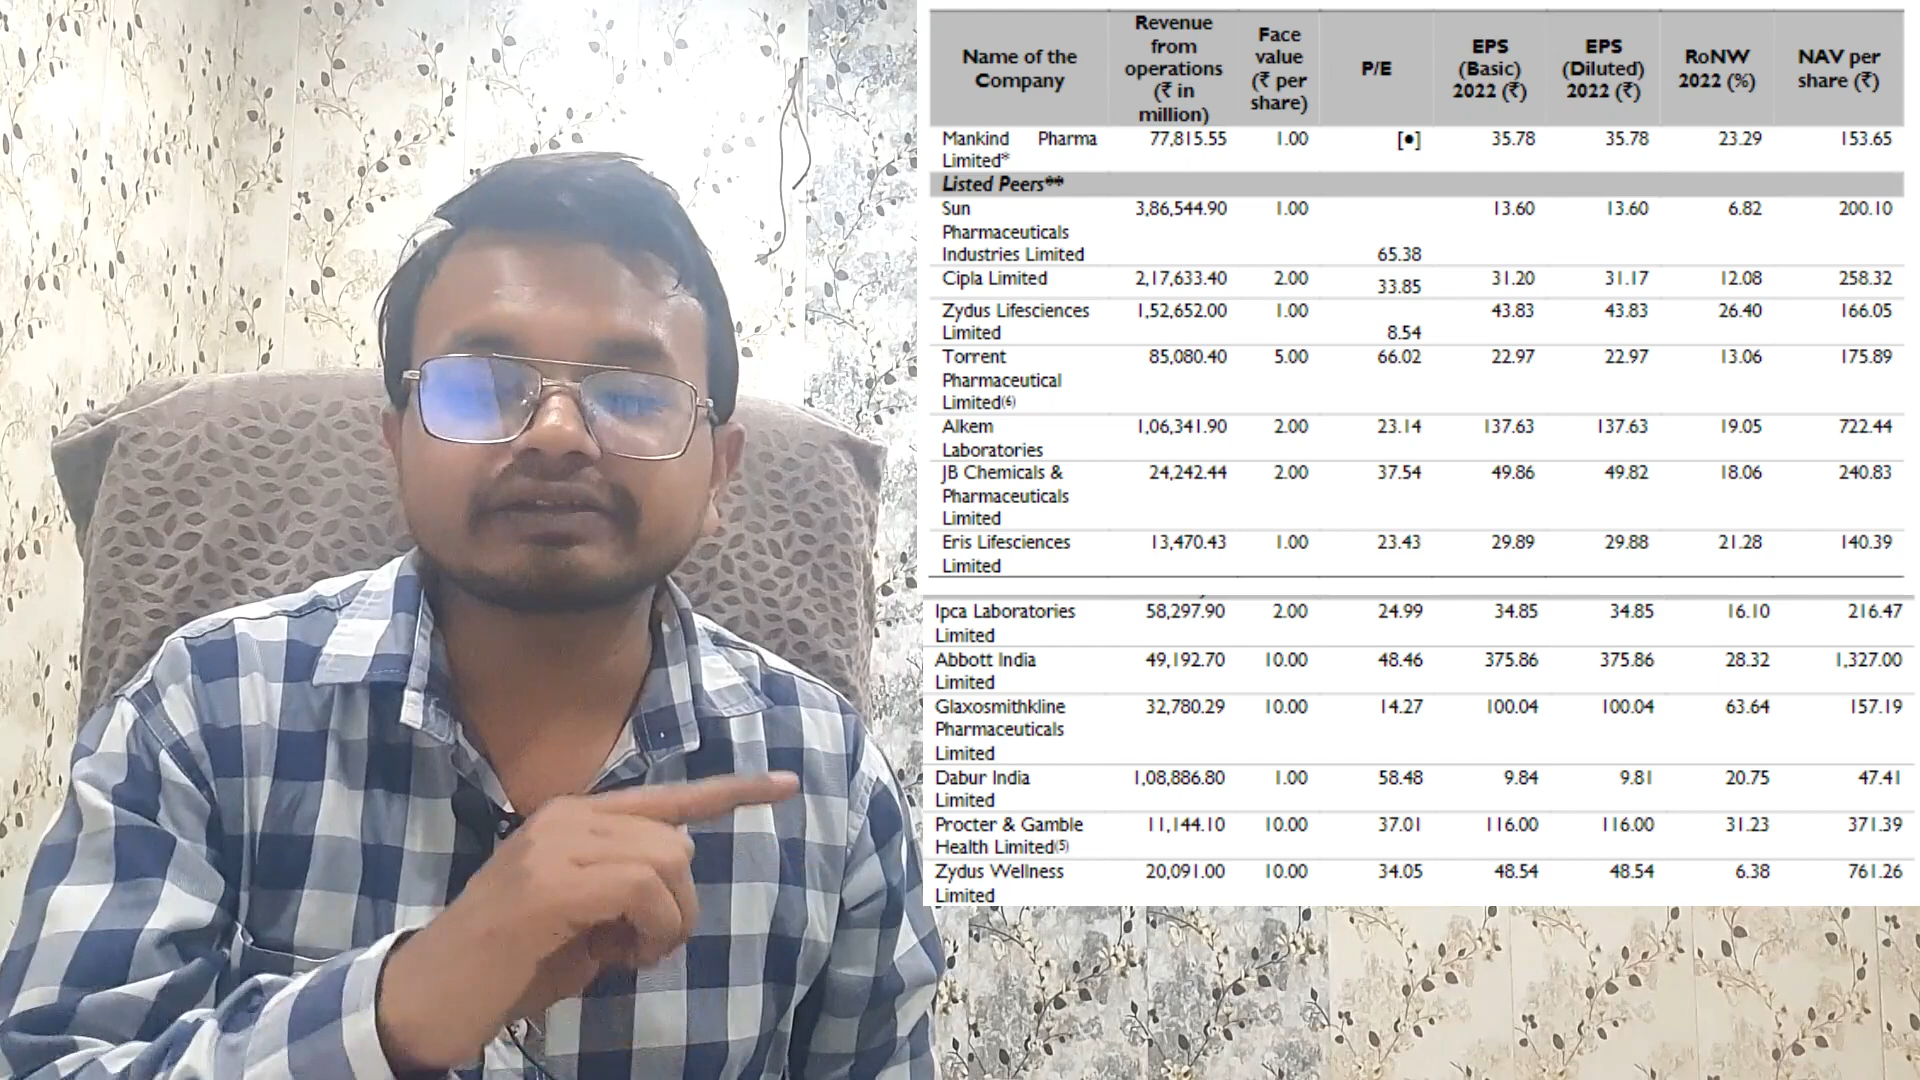 Name of the Company	Revenue from operations (₹ in million)	Face value (₹ per share)	P/E	EPS (Basic) 2022 (₹)	EPS (Diluted) 2022 (₹)	RoNW 2022 (%)	NAV per share (₹)
Mankind Pharma Limited*	77,815.55	1.00	[●]	35.78	35.78	23.29	153.65
Listed Peers**
Sun Pharmaceuticals Industries Limited	3,86,544.90	1.00	65.38	13.60	13.60	6.82	200.10
Cipla Limited	2,17,633.40	2.00	33.85	31.20	31.17	12.08	258.32
Zydus Lifesciences Limited	1,52,652.00	1.00	8.54	43.83	43.83	26.40	166.05
Torrent Pharmaceutical Limited(6)	85,080.40	5.00	66.02	22.97	22.97	13.06	175.89
Alkem Laboratories	1,06,341.90	2.00	23.14	137.63	137.63	19.05	722.44
JB Chemicals & Pharmaceuticals Limited	24,242.44	2.00	37.54	49.86	49.82	18.06	240.83
Eris Lifesciences Limited	13,470.43	1.00	23.43	29.89	29.88	21.28	140.39
Ipca Laboratories Limited	58,297.90	2.00	24.99	34.85	34.85	16.10	216.47
Abbott India Limited	49,192.70	10.00	48.46	375.86	375.86	28.32	1,327.00
Glaxosmithkline Pharmaceuticals Limited	32,780.29	10.00	14.27	100.04	100.04	63.64	157.19
Dabur India Limited	1,08,886.80	1.00	58.48	9.84	9.81	20.75	47.41
Procter & Gamble Health Limited(5)	11,144.10	10.00	37.01	116.00	116.00	31.23	371.39
Zydus Wellness Limited	20,091.00	10.00	34.05	48.54	48.54	6.38	761.26